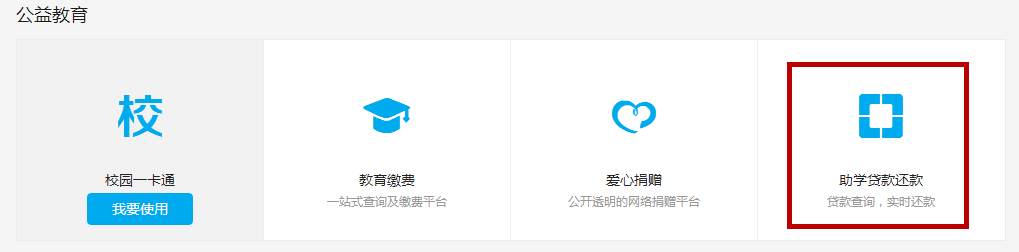 公益教育
校
校园一卡通
我要使用
教育缴费
一站式查询及缴费平台
爱心捐赠
公开透明的网络捐赠平台
助学贷款还款
贷款查询，实时还款